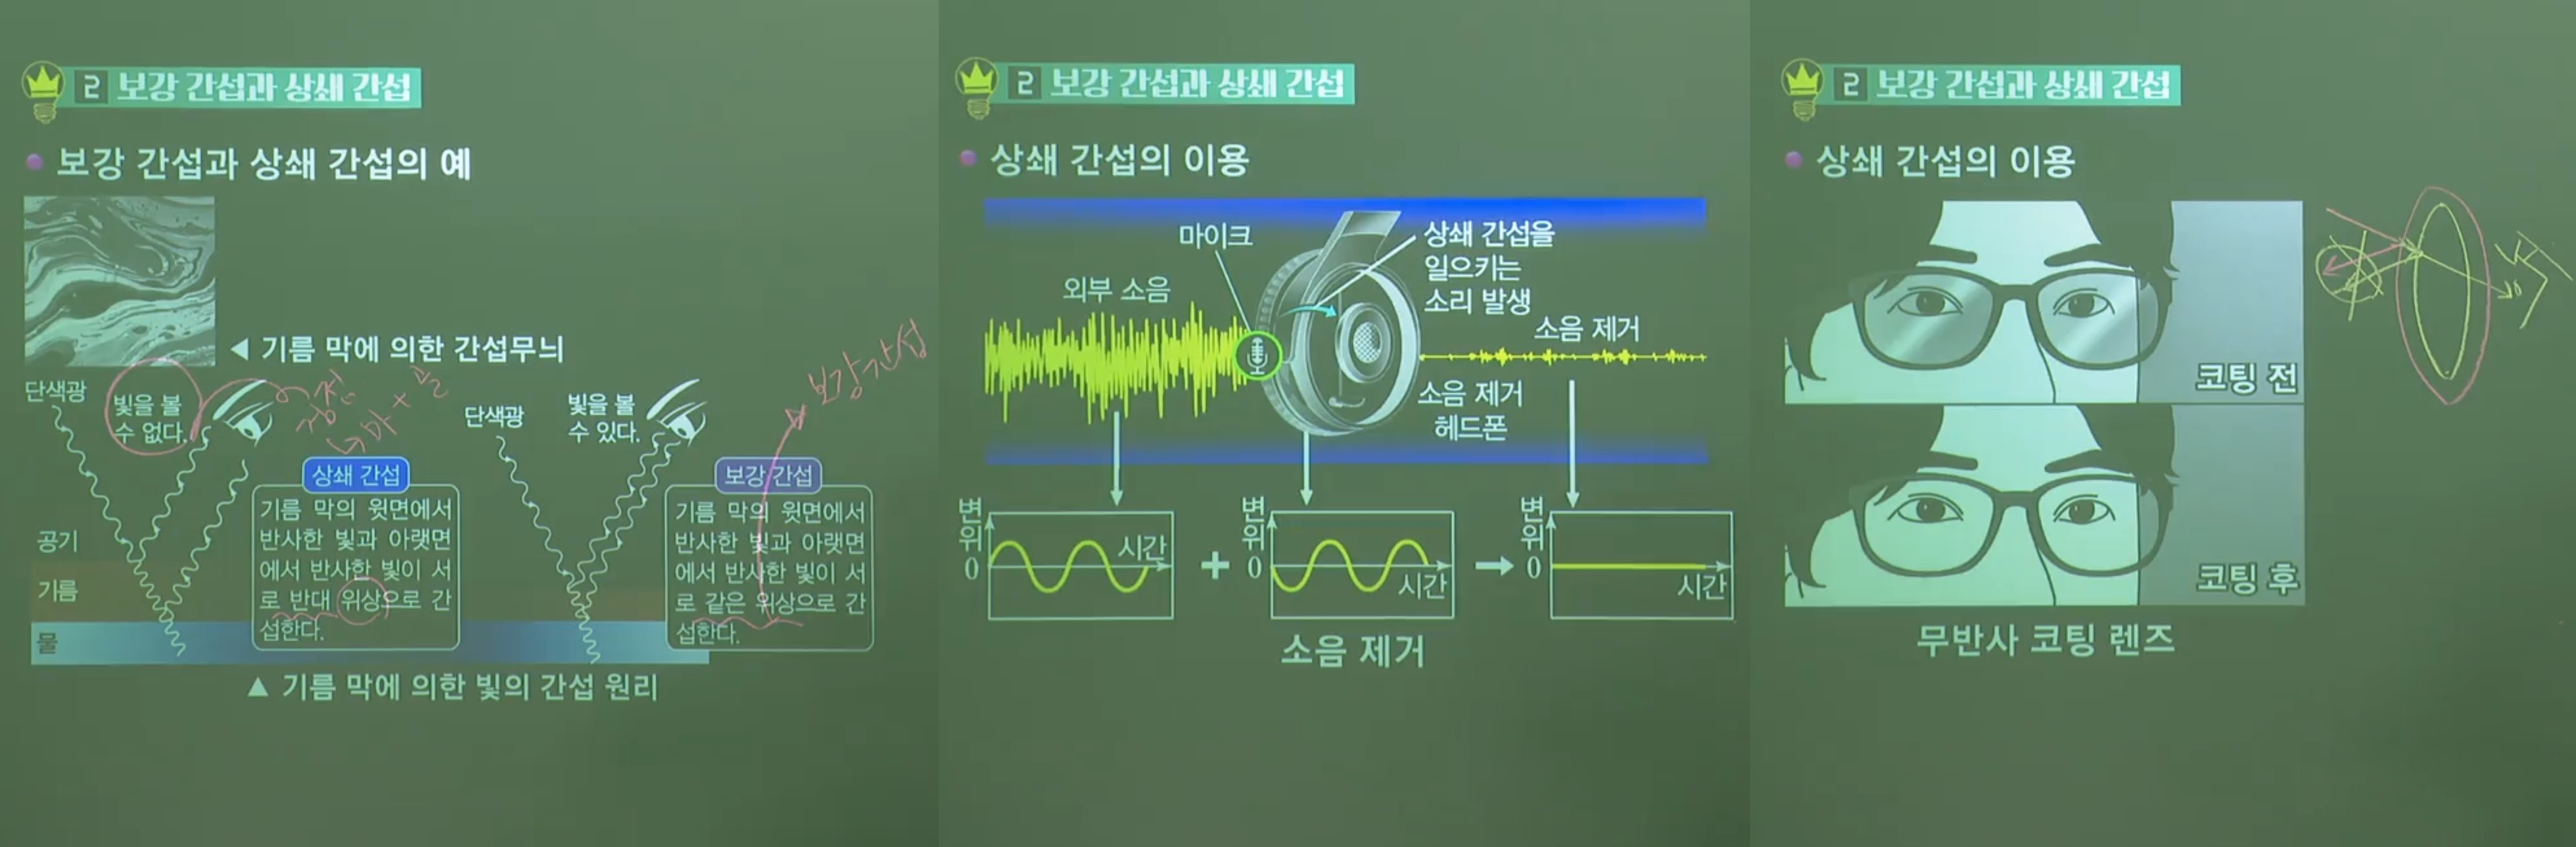 2 보강 간섭과 상쇄 간섭
보강 간섭과 상쇄 간섭의 예
◀ 기름 막에 의한 간섭무늬
단색광
빛을 볼
수 없다.
상쇄 간섭
기름 막의 윗면에서
반사한 빛과 아랫면
에서 반사한 빛이 서
로 반대 위상으로 간
섭한다.
단색광
빛을 볼
수 있다.
보강 간섭
기름 막의 윗면에서
반사한 빛과 아랫면
에서 반사한 빛이 서
로 같은 위상으로 간
섭한다.
보강간섭
공기
기름
물
▲ 기름 막에 의한 빛의 간섭 원리
2 보강 간섭과 상쇄 간섭
상쇄 간섭의 이용
마이크
외부 소음
상쇄 간섭을
일으키는
소리 발생
소음 제거
소음 제거
헤드폰
변위
0
시간
+
변위
0
시간
변위
0
시간
소음 제거
2 보강 간섭과 상쇄 간섭
상쇄 간섭의 이용
코팅 전
코팅 후
무반사 코팅 렌즈